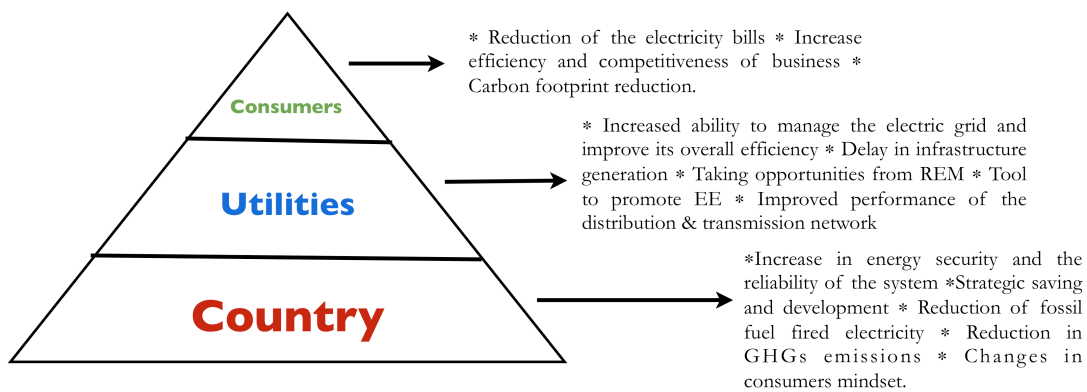 Consumers
∗ Reduction of the electricity bills ∗ Increase
efficiency and competitiveness of business ∗
Carbon footprint reduction.
Utilities
∗ Increased ability to manage the electric grid and
improve its overall efficiency ∗ Delay in infrastructure
generation ∗ Taking opportunities from REM ∗ Tool
to promote EE ∗ Improved performance of the
distribution & transmission network
Country
∗Increase in energy security and the
reliability of the system ∗Strategic saving
and development ∗ Reduction of fossil
fuel fired electricity ∗ Reduction in
GHGs emissions ∗ Changes in
consumers mindset.